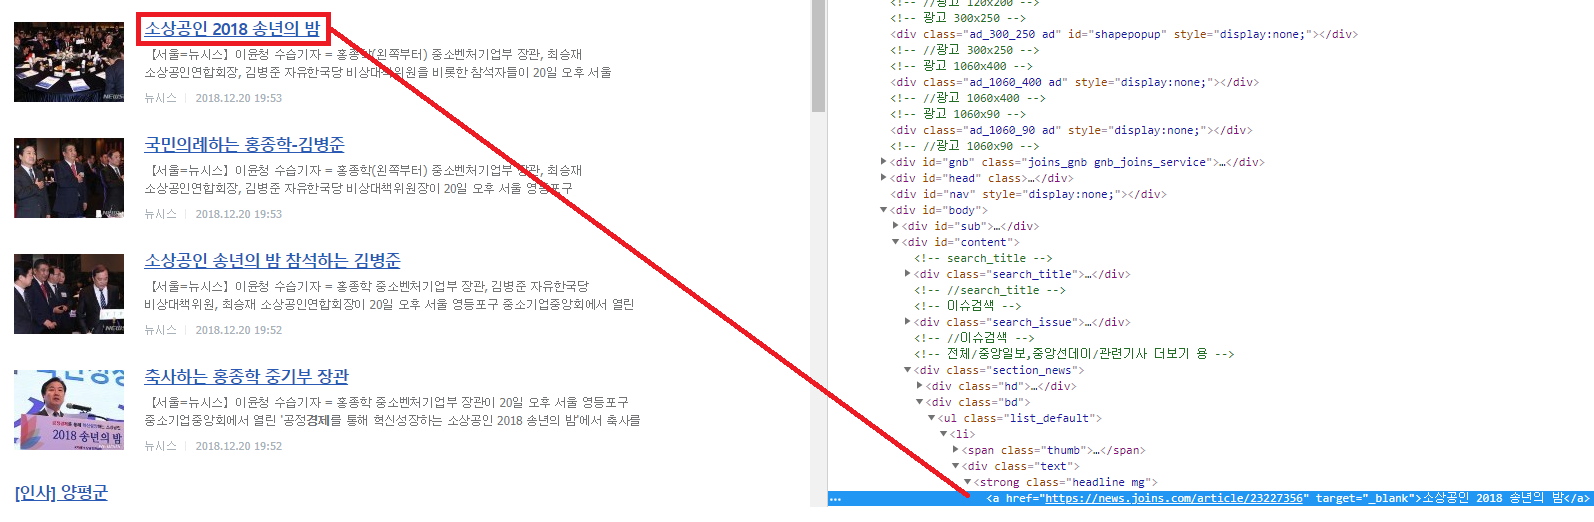 소상공인 2018 송년의 밤
【서울=뉴시스】이윤청 수습기자 = 홍종학(왼쪽부터) 중소벤처기업부 장관, 최승재
소상공인연합회장, 김병준 자유한국당 비상대책위원을 비롯한 참석자들이 20일 오후 서울
뉴시스 | 2018.12.20 19:53
국민의례하는 홍종학-김병준
【서울=뉴시스】이윤청 수습기자 = 홍종학(왼쪽부터) 중소벤처기업부 장관, 최승재
소상공인연합회장, 김병준 자유한국당 비상대책위원장이 20일 오후 서울 영등포구
뉴시스 | 2018.12.20 19:53
소상공인 송년의 밤 참석하는 김병준
【서울=뉴시스】이윤청 수습기자 = 홍종학 중소벤처기업부 장관, 김병준 자유한국당
비상대책위원, 최승재 소상공인연합회장이 20일 오후 서울 영등포구 중소기업중앙회에서 열린
뉴시스 | 2018.12.20 19:52
축사하는 홍종학 중기부 장관
【서울=뉴시스】이윤청 수습기자 = 홍종학 중소벤처기업부 장관이 20일 오후 서울 영등포구
중소기업중앙회에서 열린 '공정경제를 통해 혁신성장하는 소상공인 2018 송년의 밤'에서 축사를
뉴시스 | 2018.12.20 19:52
2018 송년의 밤
[인사] 양평군
<!-- //광고 120x200 -->
<!-- 광고 300x250 -->
<div class="ad_300_250 ad" id="shapepopup" style="display:none;"></div>
<!-- //광고 300x250 -->
<!-- 광고 1060x400 -->
<div class="ad_1060_400 ad" style="display:none;"></div>
<!-- //광고 1060x400 -->
<!-- 광고 1060x90 -->
<div class="ad_1060_90 ad" style="display:none;"></div>
<!-- //광고 1060x90 -->
<div id="gnb" class="joins_gnb gnb_joins_service">…</div>
<div id="head" class>…</div>
<div id="nav" style="display:none;"></div>
<div id="body">
<div id="sub">…</div>
<div id="content">
<!-- search_title -->
<div class="search_title">…</div>
<!-- //search_title -->
<!-- 이슈검색 -->
<div class="search_issue">…</div>
<!-- //이슈검색 -->
<!-- 전체/중앙일보,중앙선데이/관련기사 더보기 용 -->
<div class="section_news">
<div class="hd">…</div>
<div class="bd">
<ul class="list_default">
<li>
<span class="thumb">…</span>
<div class="text">
<strong class="headline mg">
<a href="https://news.joins.com/article/23227356" target="_blank">소상공인 2018 송년의 밤</a>